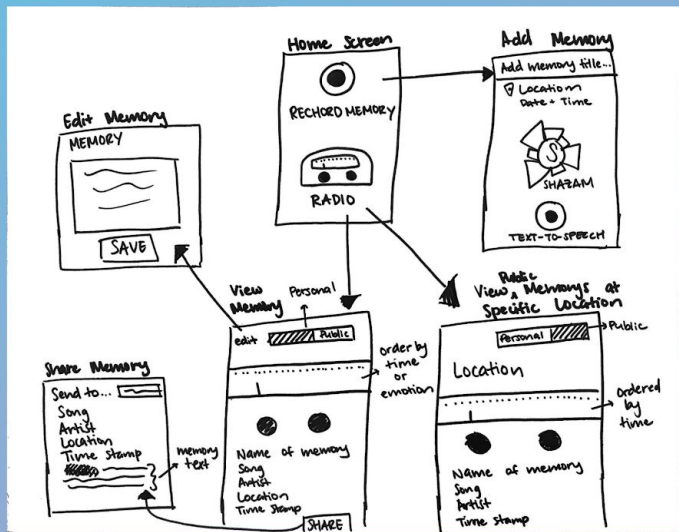 Home Screen
RECHORD MEMORY
RADIO
Add Memory
Add memory title...
Location
Date + Time
S
SHAZAM
TEXT-TO-SPEECH
Edit Memory
MEMORY
SAVE
View Memory
Personal
edit
Public
order by
time
or
emotion
Name of memory
Song
Artist
Location
Time Stamp
SHARE
Public
View Memorys at
Specific Location
Personal
Public
Location
ordered
by
time
Name of memory
Song
Artist
Time Stamp
Share Memory
Send to...
Song
Artist
Location
Time Stamp
memory
text